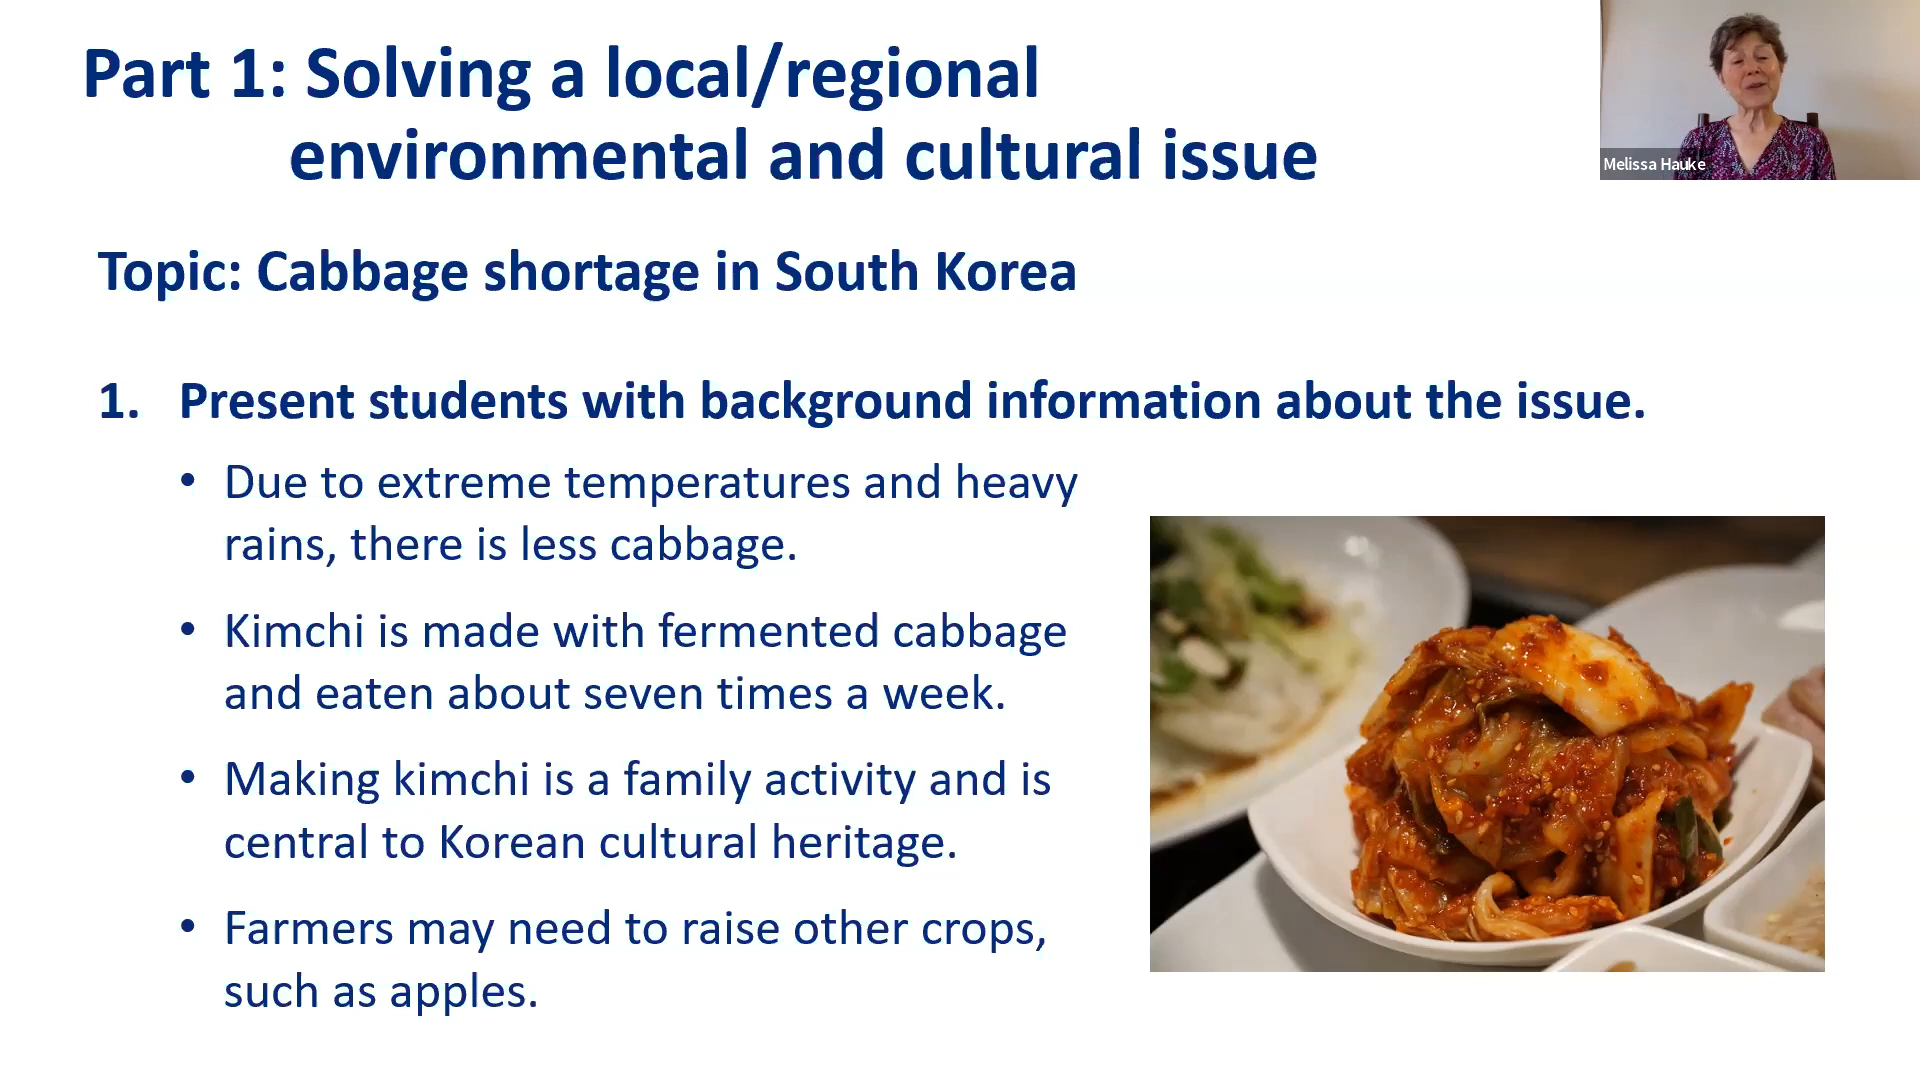 Part 1: Solving a local/regional
environmental and cultural issue
Melissa Hauke
Topic: Cabbage shortage in South Korea
1. Present students with background information about the issue.
• Due to extreme temperatures and heavy
rains, there is less cabbage.
• Kimchi is made with fermented cabbage
and eaten about seven times a week.
• Making kimchi is a family activity and is
central to Korean cultural heritage.
• Farmers may need to raise other crops,
such as apples.